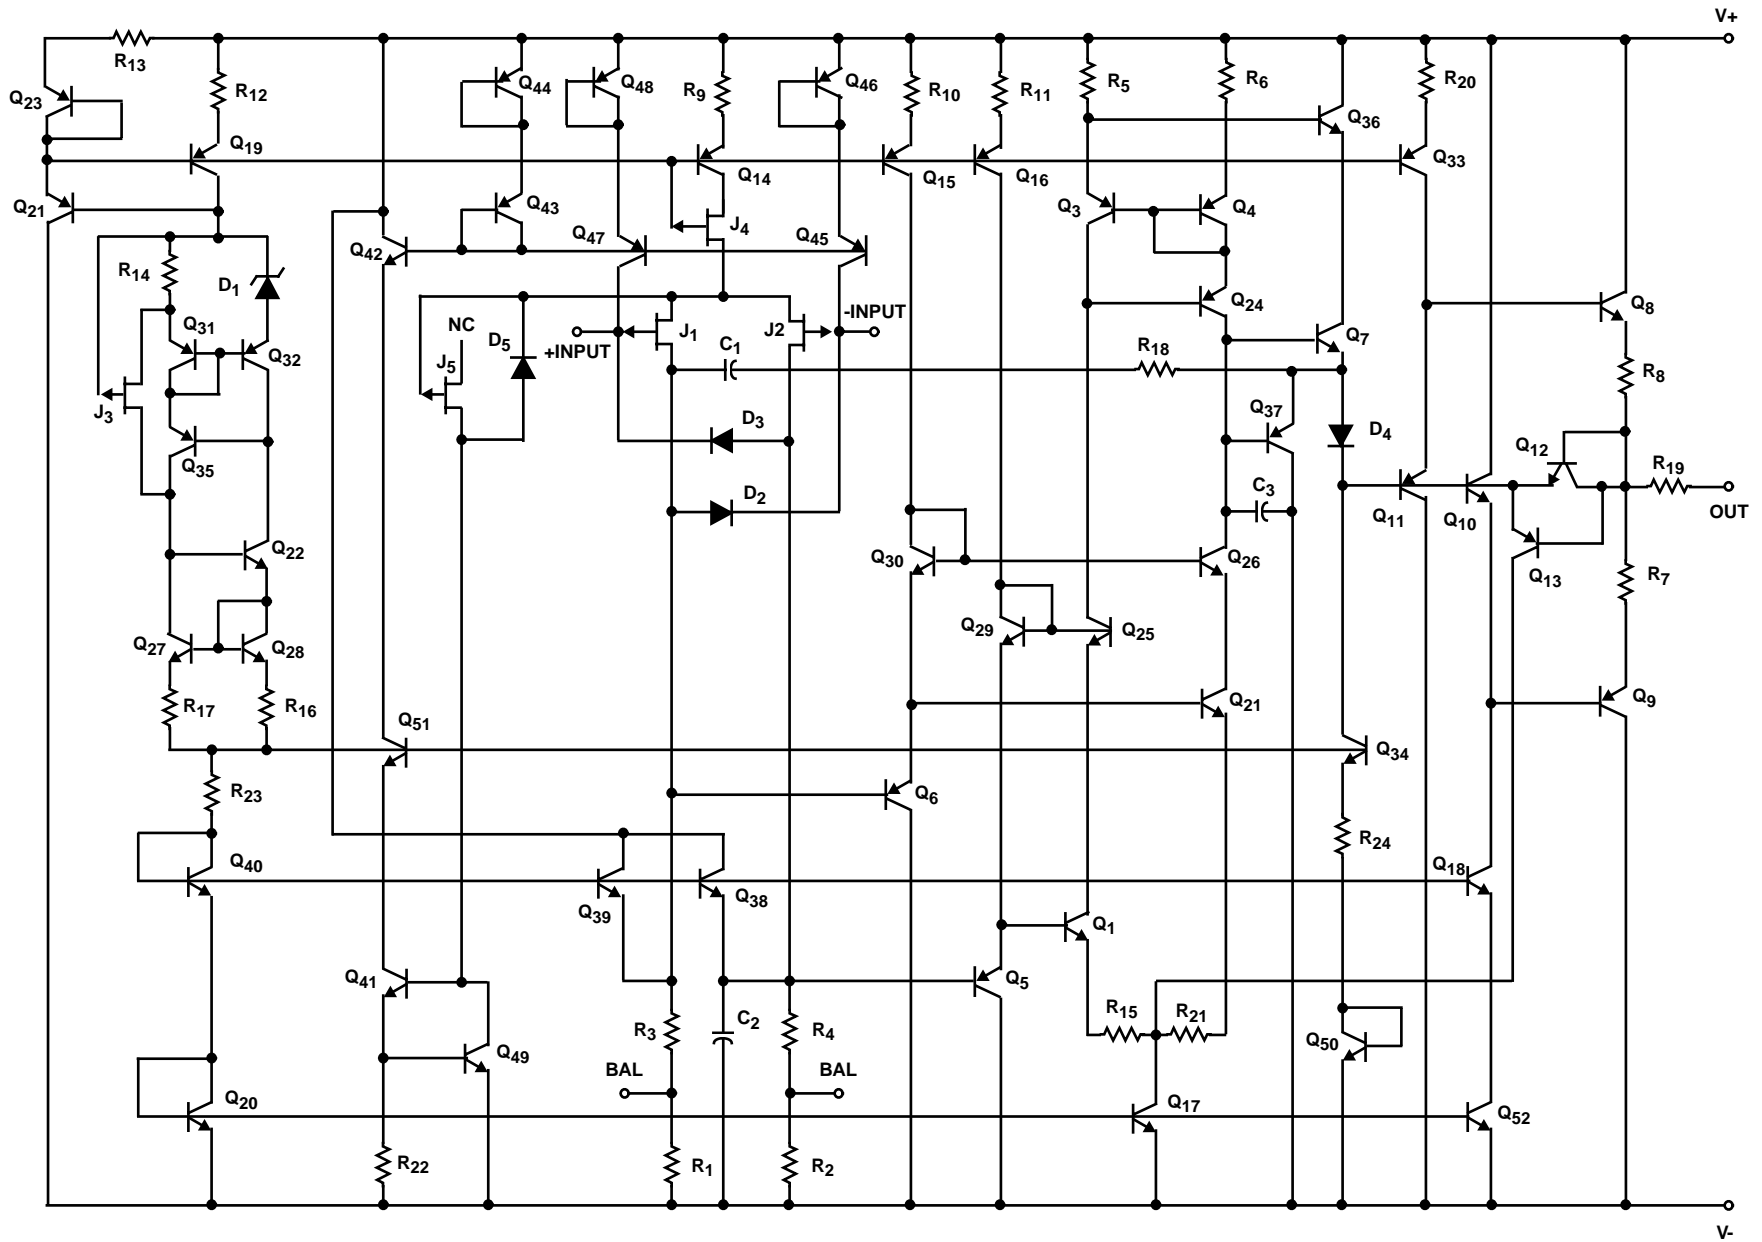 V+
R13
Q23
R12
Q44
Q48
R9
Q46
R10
R11
R5
R6
R20
Q36
Q19
Q14
Q15
Q16
Q33
Q21
Q43
Q3
Q4
J4
Q42
Q47
Q45
R14
D1
Q24
Q8
Q31
NC
D5
+INPUT
J1
J2
-INPUT
Q7
Q32
C1
R18
J5
R8
J3
D3
Q37
D4
Q12
Q35
R19
D2
C3
Q11
Q10
OUT
Q22
Q30
Q26
Q13
R7
Q27
Q28
Q29
Q25
R17
R16
Q51
Q21
Q9
Q34
R23
Q6
R24
Q40
Q39
Q38
Q18
Q1
Q41
Q5
R3
C2
R4
R15
R21
Q50
Q49
BAL
BAL
Q20
Q17
Q52
R22
R1
R2
V-